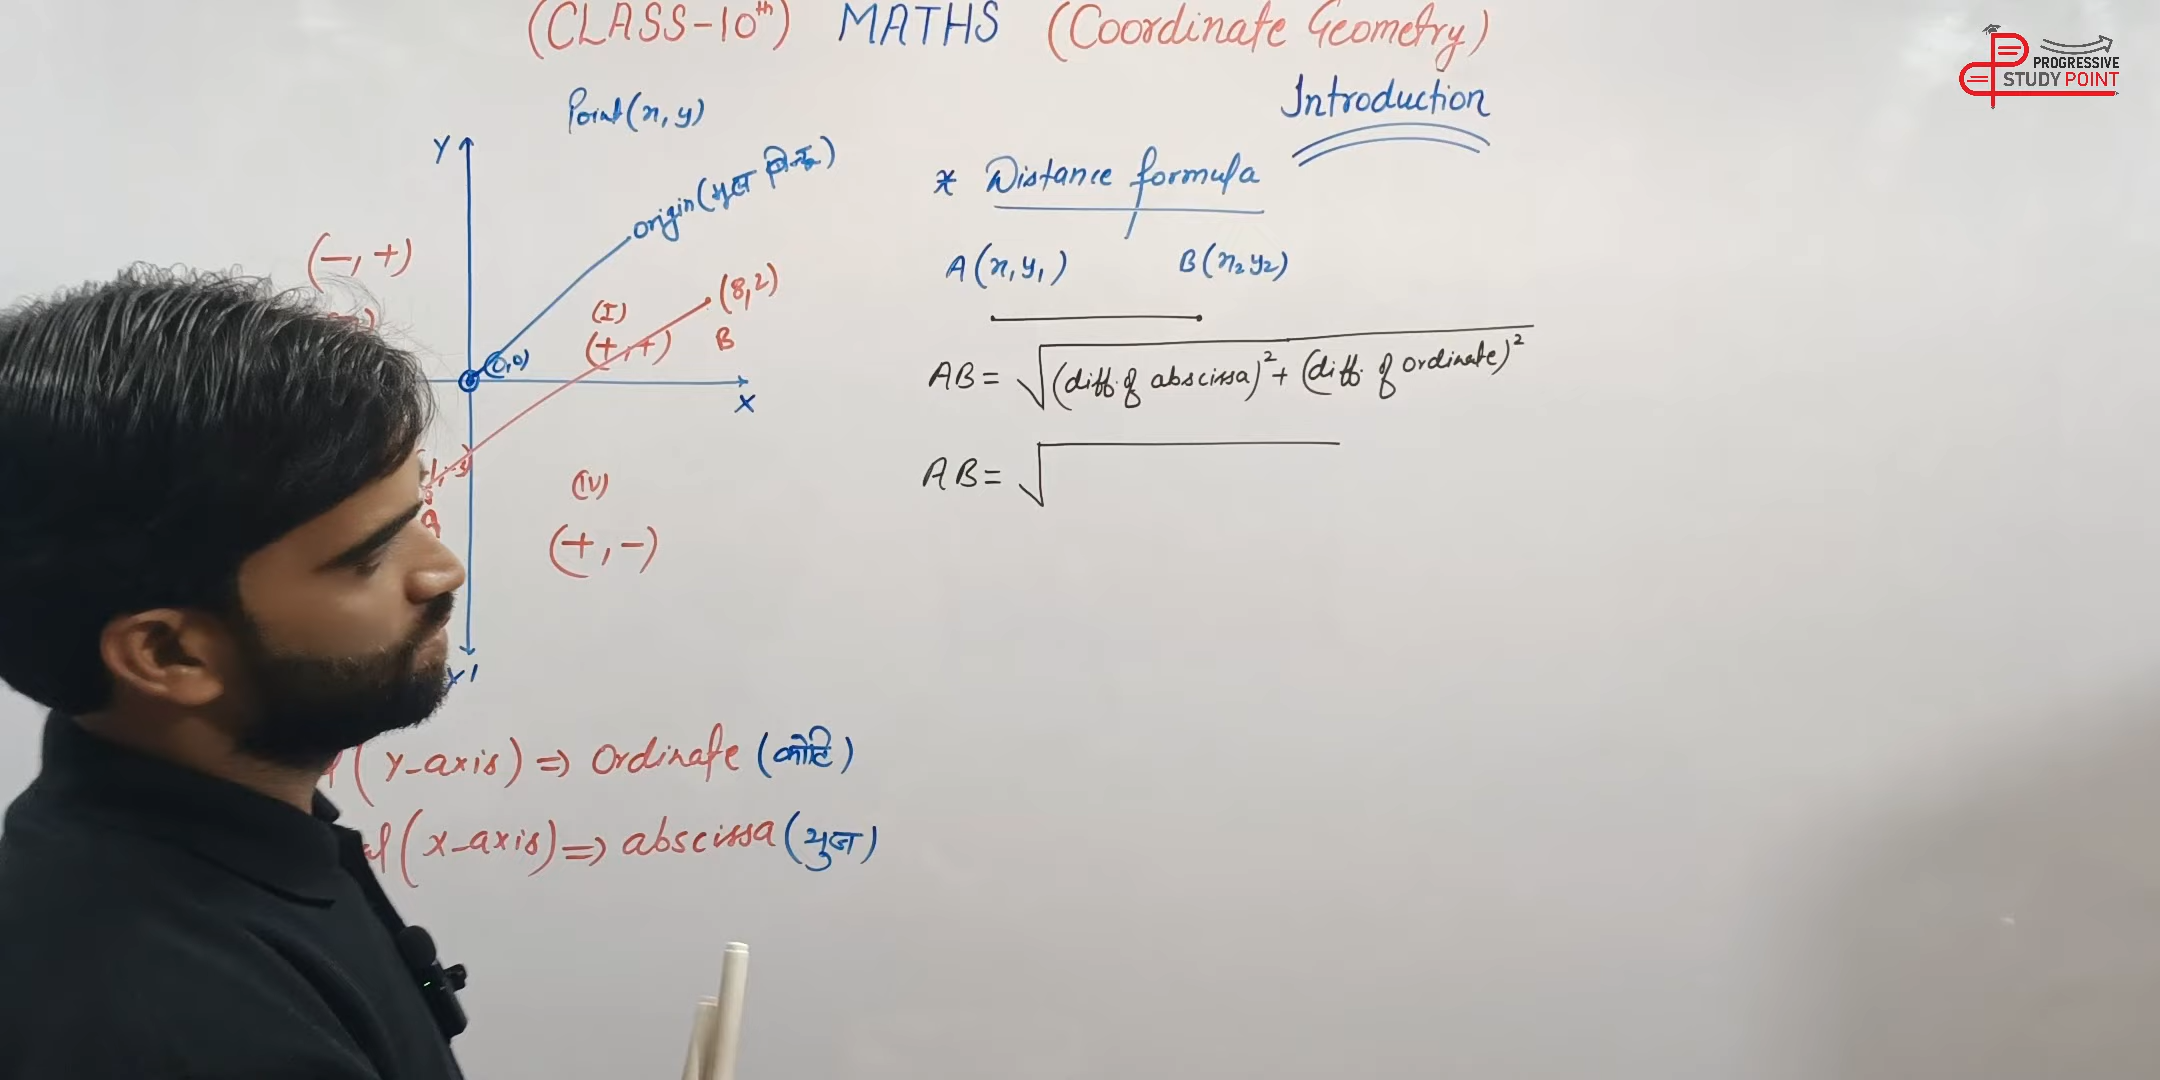 (CLASS-10th) MATHS (Coordinate Geometry)
PROGRESSIVE
STUDY POINT
Introduction
Point (x, y)
Y
origin (मूल बिन्दु)
(-, +)
(I)
(+, +)
(8,2)
B
(0,0)
X
(IV)
(+, -)
(y-axis) => Ordinate (कोटि)
(x-axis) => abscissa (भुज)
* Distance formula
A (x, y₁) B (x₂ y₂)
AB = √(diff. of abscissa)² + (diff. of ordinate)²
AB = √